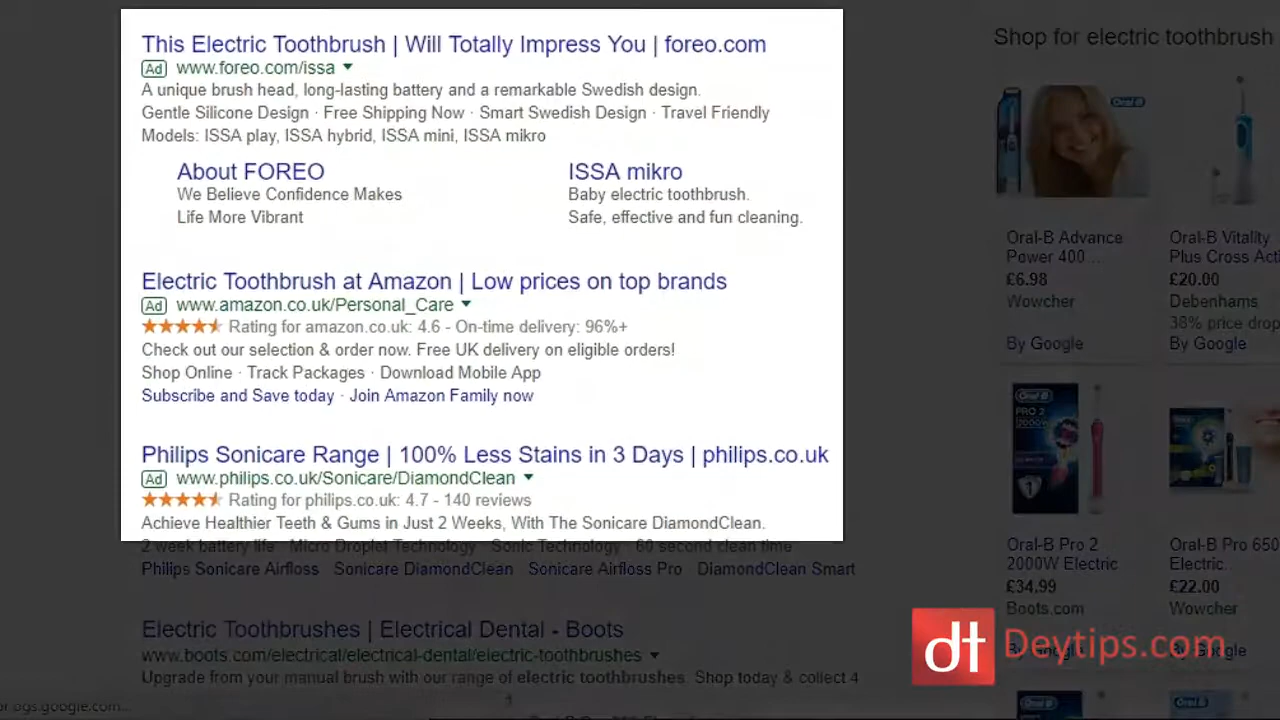 This Electric Toothbrush | Will Totally Impress You | foreo.com
Ad www.foreo.com/issa
A unique brush head, long-lasting battery and a remarkable Swedish design.
Gentle Silicone Design · Free Shipping Now · Smart Swedish Design · Travel Friendly
Models: ISSA play, ISSA hybrid, ISSA mini, ISSA mikro
About FOREO
We Believe Confidence Makes
Life More Vibrant
ISSA mikro
Baby electric toothbrush.
Safe, effective and fun cleaning.
Electric Toothbrush at Amazon | Low prices on top brands
Ad www.amazon.co.uk/Personal_Care
Rating for amazon.co.uk: 4.6 - On-time delivery: 96%+
Check out our selection & order now. Free UK delivery on eligible orders!
Shop Online · Track Packages · Download Mobile App
Subscribe and Save today · Join Amazon Family now
Philips Sonicare Range | 100% Less Stains in 3 Days | philips.co.uk
Ad www.philips.co.uk/Sonicare/DiamondClean
Rating for philips.co.uk: 4.7 - 140 reviews
Achieve Healthier Teeth & Gums in Just 2 Weeks, With The Sonicare DiamondClean.
2 week battery life · Micro Droplet Technology · Sonic Technology · 60 second clean time
Philips Sonicare Airfloss · Sonicare DiamondClean · Sonicare Airfloss Pro · DiamondClean Smart
Electric Toothbrushes | Electrical Dental - Boots
www.boots.com/electrical/electrical-dental/electric-toothbrushes
Upgrade from your manual brush with our range of electric toothbrushes. Shop today & collect 4
Shop for electric toothbrush
Oral-B
Oral-B Advance
Power 400 ...
£6.98
Wowcher
By Google
Oral-B Vitality
Plus Cross Acti
£20.00
Debenhams
38% price drop
By Google
Oral-B
PRO 2
2000W
1
Oral-B Pro 2
2000W Electric
£34.99
Boots.com
By Google
Oral-B Pro 650
Electric...
£22.00
Wowcher
By Google
dt Deytips.com